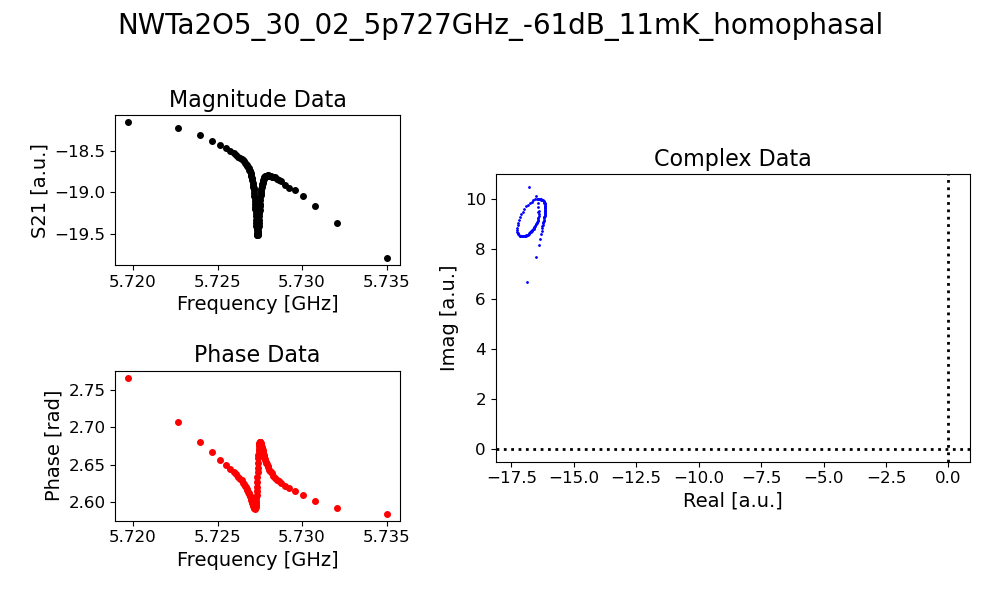 NWTa2O5_30_02_5p727GHz_-61dB_11mK_homophasal
Magnitude Data
S21 [a.u.]
−18.5
−19.0
−19.5
5.720 5.725 5.730 5.735
Frequency [GHz]
Phase Data
Phase [rad]
2.75
2.70
2.65
2.60
5.720 5.725 5.730 5.735
Frequency [GHz]
Complex Data
Imag [a.u.]
10
8
6
4
2
0
−17.5 −15.0 −12.5 −10.0 −7.5 −5.0 −2.5 0.0
Real [a.u.]